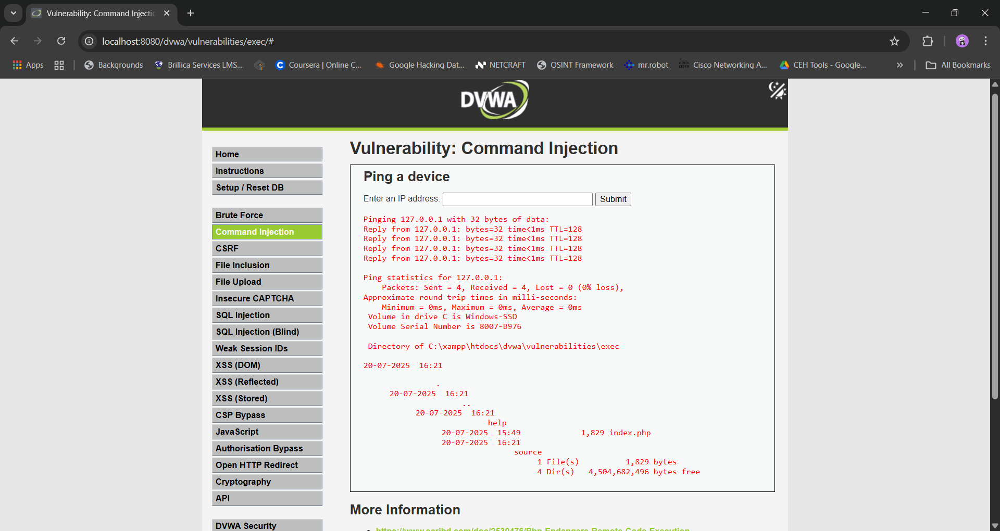 Vulnerability: Command Injectio
localhost:8080/dvwa/vulnerabilities/exec/#
Apps
Backgrounds
Brillica Services LMS...
Coursera | Online C...
Google Hacking Dat...
NETCRAFT
OSINT Framework
mr.robot
Cisco Networking A...
CEH Tools - Google...
»
All Bookmarks
DVWA
Home
Instructions
Setup / Reset DB
Brute Force
Command Injection
CSRF
File Inclusion
File Upload
Insecure CAPTCHA
SQL Injection
SQL Injection (Blind)
Weak Session IDs
XSS (DOM)
XSS (Reflected)
XSS (Stored)
CSP Bypass
JavaScript
Authorisation Bypass
Open HTTP Redirect
Cryptography
API
DVWA Security
Vulnerability: Command Injection
Ping a device
Enter an IP address:
Submit
Pinging 127.0.0.1 with 32 bytes of data:
Reply from 127.0.0.1: bytes=32 time<1ms TTL=128
Reply from 127.0.0.1: bytes=32 time<1ms TTL=128
Reply from 127.0.0.1: bytes=32 time<1ms TTL=128
Reply from 127.0.0.1: bytes=32 time<1ms TTL=128
Ping statistics for 127.0.0.1:
Packets: Sent = 4, Received = 4, Lost = 0 (0% loss),
Approximate round trip times in milli-seconds:
Minimum = 0ms, Maximum = 0ms, Average = 0ms
Volume in drive C is Windows-SSD
Volume Serial Number is 8007-B976
Directory of C:\xampp\htdocs\dvwa\vulnerabilities\exec
20-07-2025  16:21
.
20-07-2025  16:21
..
20-07-2025  16:21
help
20-07-2025  15:49             1,829 index.php
20-07-2025  16:21
source
1 File(s)          1,829 bytes
4 Dir(s)   4,504,682,496 bytes free
More Information
https://www.scribd.com/doc/2530476/Php-Endangers-Remote-Code-Execution